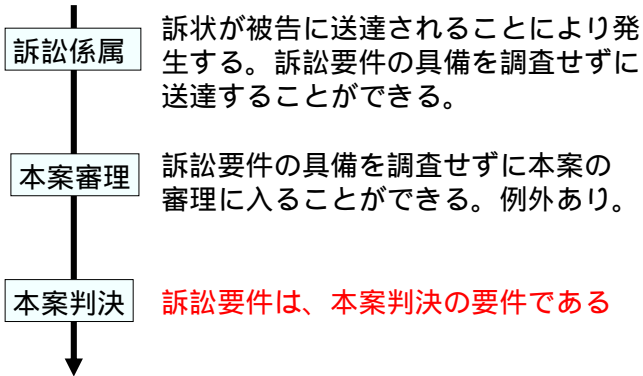 訴訟係属
訴状が被告に送達されることにより発
生する。訴訟要件の具備を調査せずに
送達することができる。
本案審理
訴訟要件の具備を調査せずに本案の
審理に入ることができる。例外あり。
本案判決
訴訟要件は、本案判決の要件である